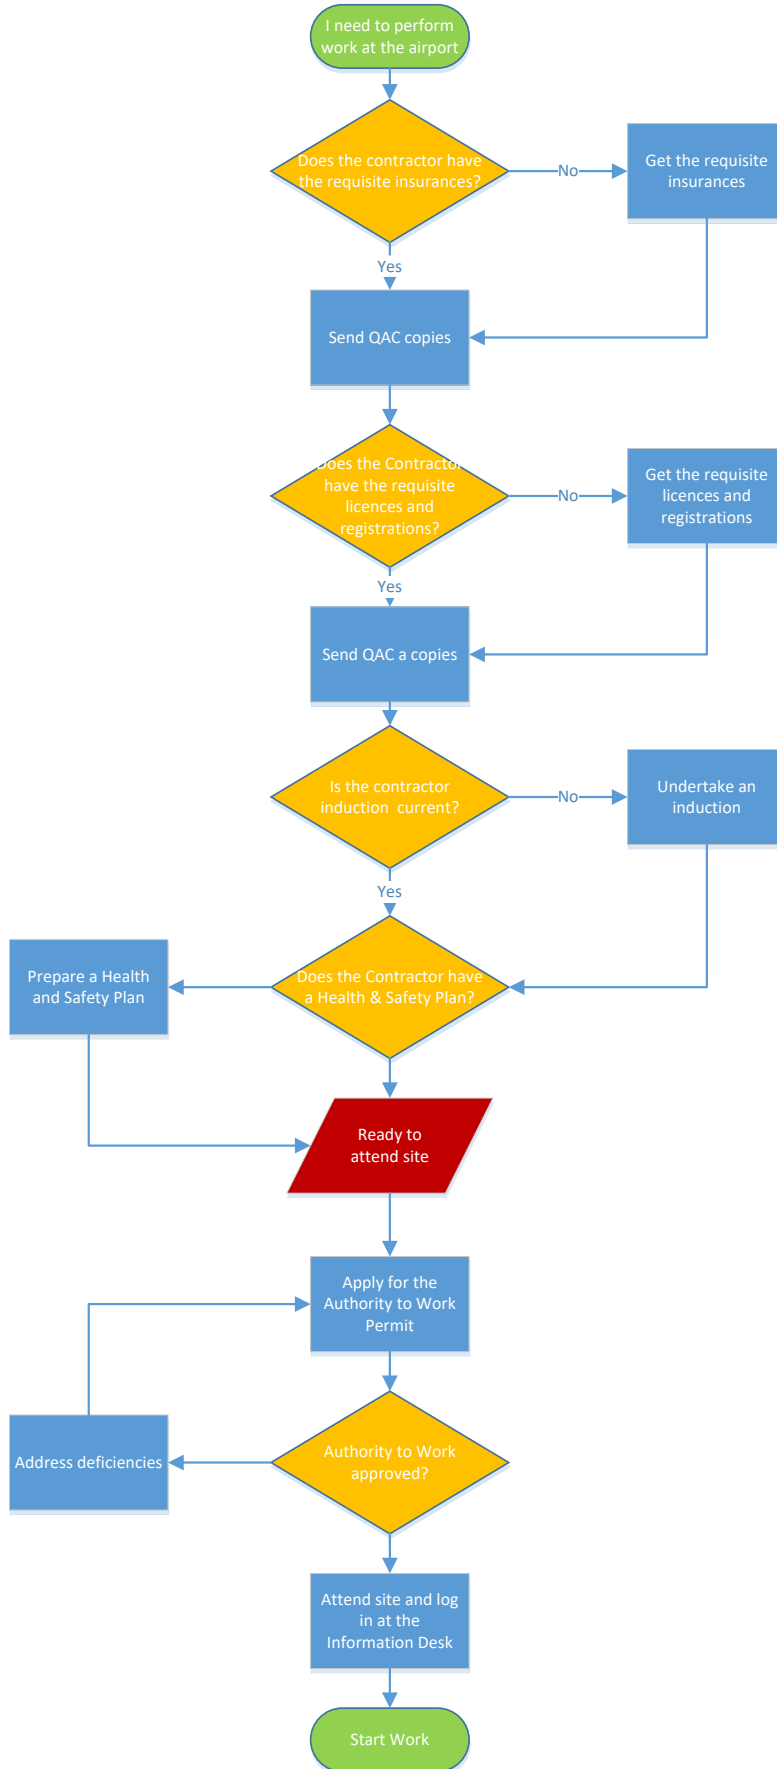 I need to perform
work at the airport
Does the contractor have
the requisite insurances?
No
Get the requisite
insurances
Yes
Send QAC copies
Does the Contractor
have the requisite
licences and
registrations?
No
Get the requisite
licences and
registrations
Yes
Send QAC a copies
Is the contractor
induction current?
No
Undertake an
induction
Yes
Does the Contractor have
a Health & Safety Plan?
Prepare a Health
and Safety Plan
Ready to
attend site
Apply for the
Authority to Work
Permit
Authority to Work
approved?
Address deficiencies
Attend site and log
in at the
Information Desk
Start Work